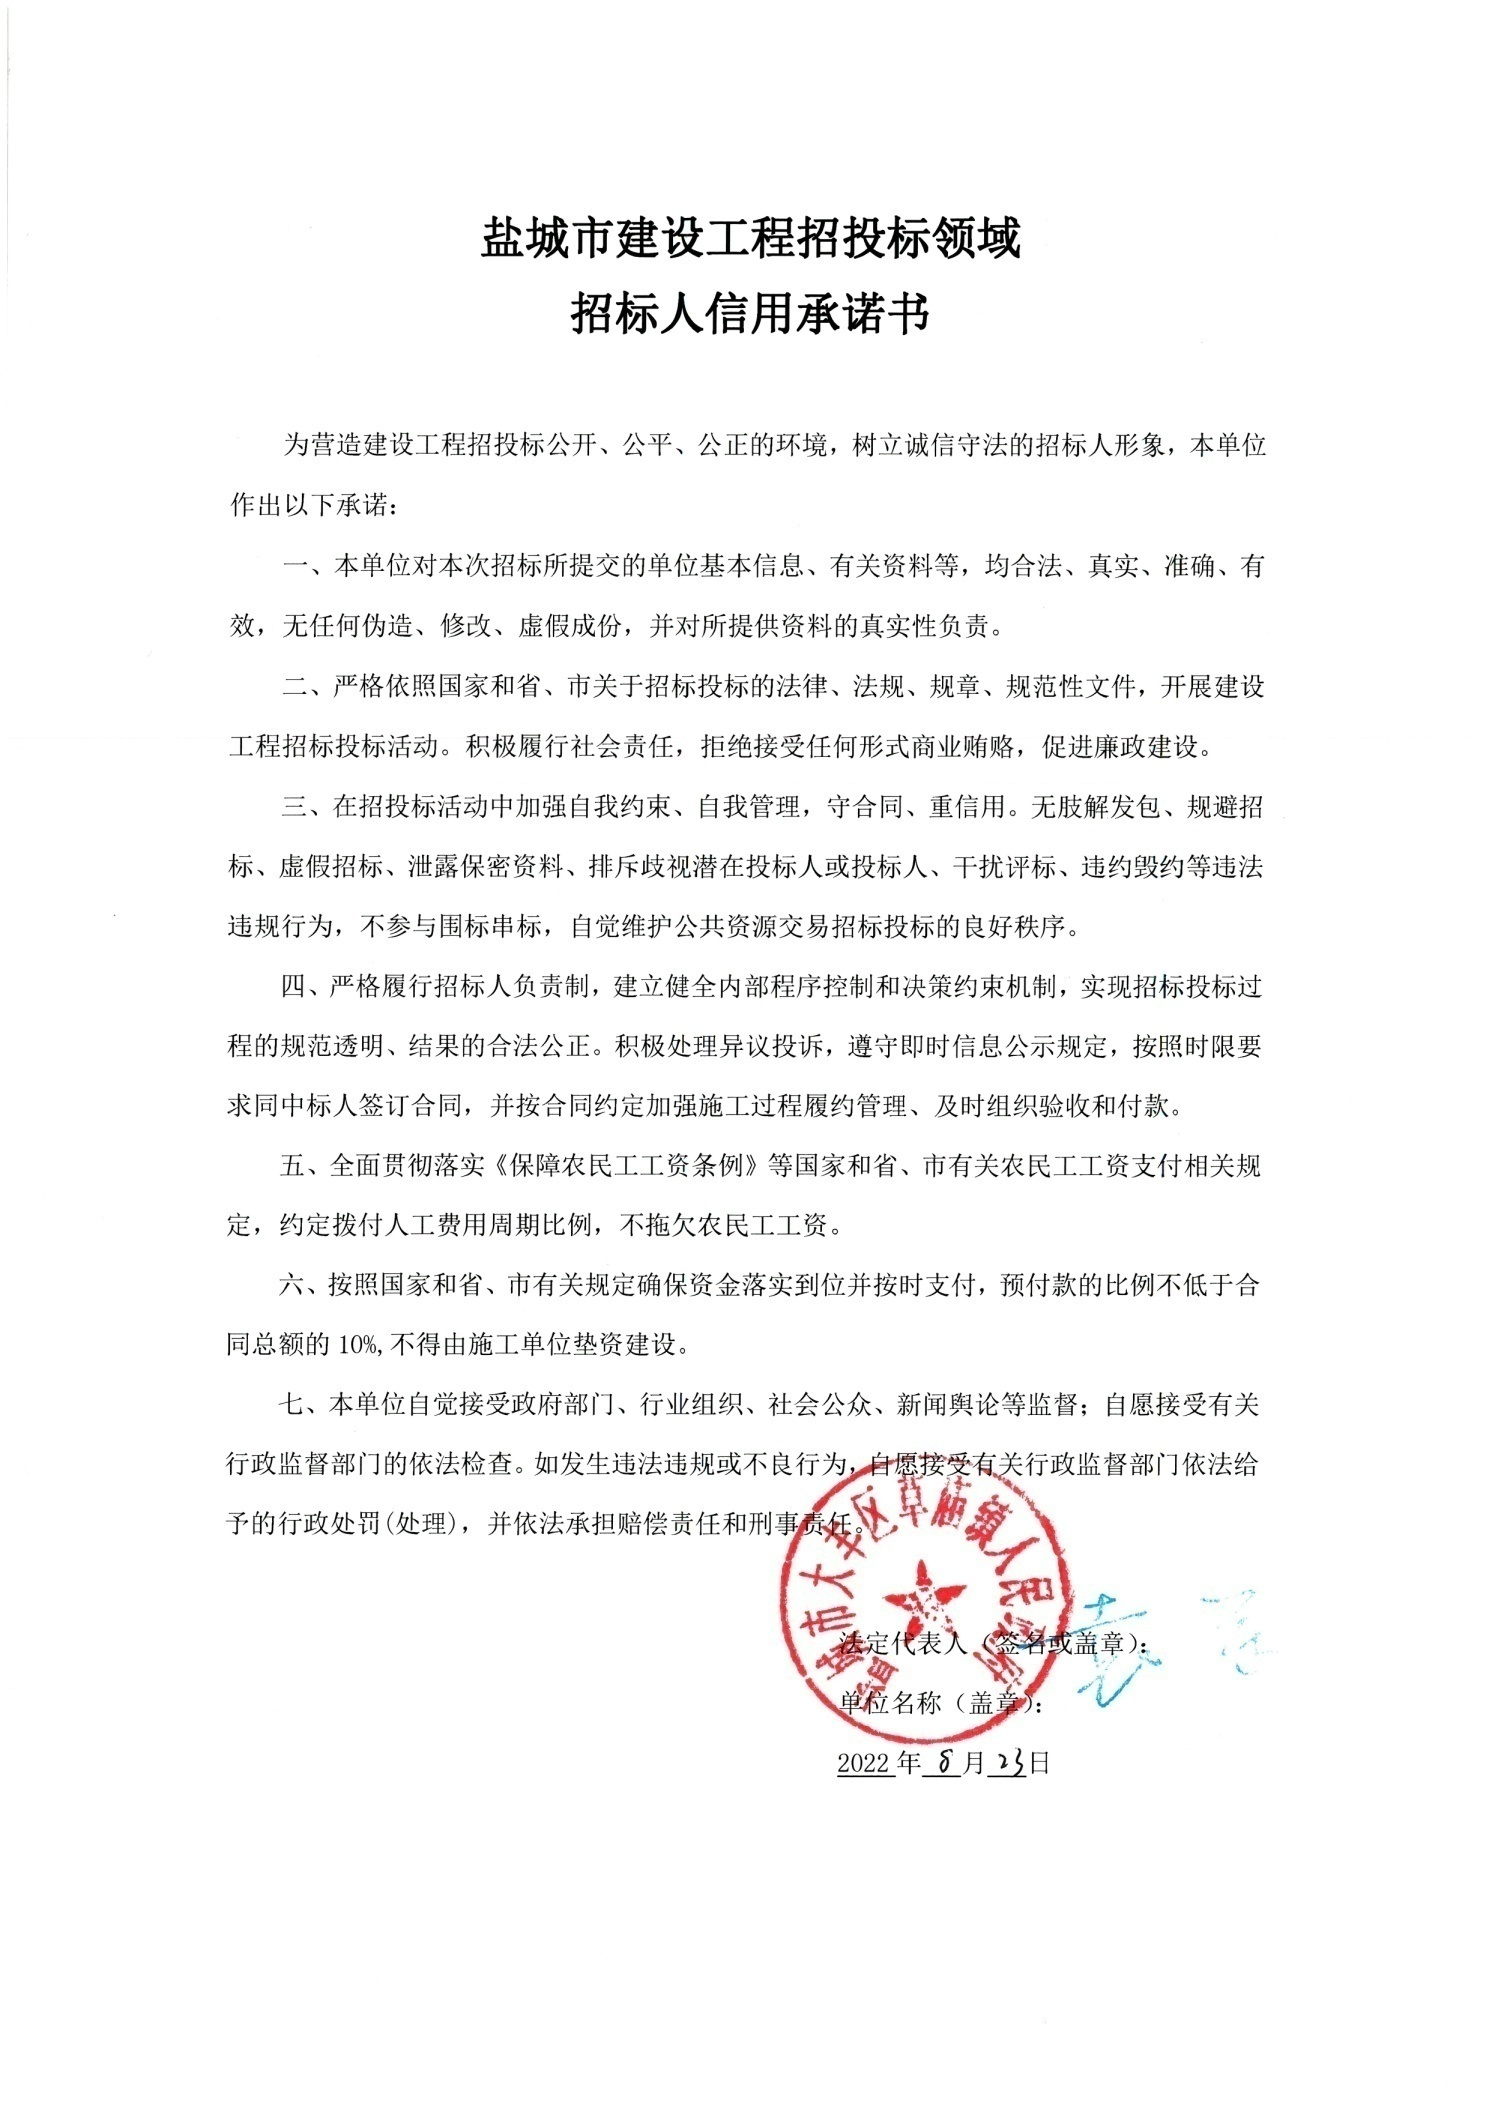 盐城市建设工程招投标领域
招标人信用承诺书
为营造建设工程招投标公开、公平、公正的环境，树立诚信守法的招标人形象，本单位
作出以下承诺：
一、本单位对本次招标所提交的单位基本信息、有关资料等，均合法、真实、准确、有
效，无任何伪造、修改、虚假成份，并对所提供资料的真实性负责。
二、严格依照国家和省、市关于招标投标的法律、法规、规章、规范性文件，开展建设
工程招标投标活动。积极履行社会责任，拒绝接受任何形式商业贿赂，促进廉政建设。
三、在招投标活动中加强自我约束、自我管理，守合同、重信用。无肢解发包、规避招
标、虚假招标、泄露保密资料、排斥歧视潜在投标人或投标人、干扰评标、违约毁约等违法
违规行为，不参与围标串标，自觉维护公共资源交易招标投标的良好秩序。
四、严格履行招标人负责制，建立健全内部程序控制和决策约束机制，实现招标投标过
程的规范透明、结果的合法公正。积极处理异议投诉，遵守即时信息公示规定，按照时限要
求同中标人签订合同，并按合同约定加强施工过程履约管理、及时组织验收和付款。
五、全面贯彻落实《保障农民工工资条例》等国家和省、市有关农民工工资支付相关规
定，约定拨付人工费用周期比例，不拖欠农民工工资。
六、按照国家和省、市有关规定确保资金落实到位并按时支付，预付款的比例不低于合
同总额的 10%,不得由施工单位垫资建设。
七、本单位自觉接受政府部门、行业组织、社会公众、新闻舆论等监督；自愿接受有关
行政监督部门的依法检查。如发生违法违规或不良行为，自愿接受有关行政监督部门依法给
予的行政处罚(处理)，并依法承担赔偿责任和刑事责任。
盐城市大丰区草庙镇人民政府
法定代表人（签名或盖章）：袁
单位名称（盖章）：
2022 年 8 月 23 日